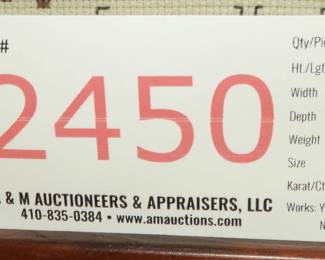 #
2450
& M AUCTIONEERS & APPRAISERS, LLC
410-835-0384 • www.amauctions.com
Qty/Pi
Ht./Lgt
Width
Depth
Weight
Size
Karat/Ct
Works: Y
N